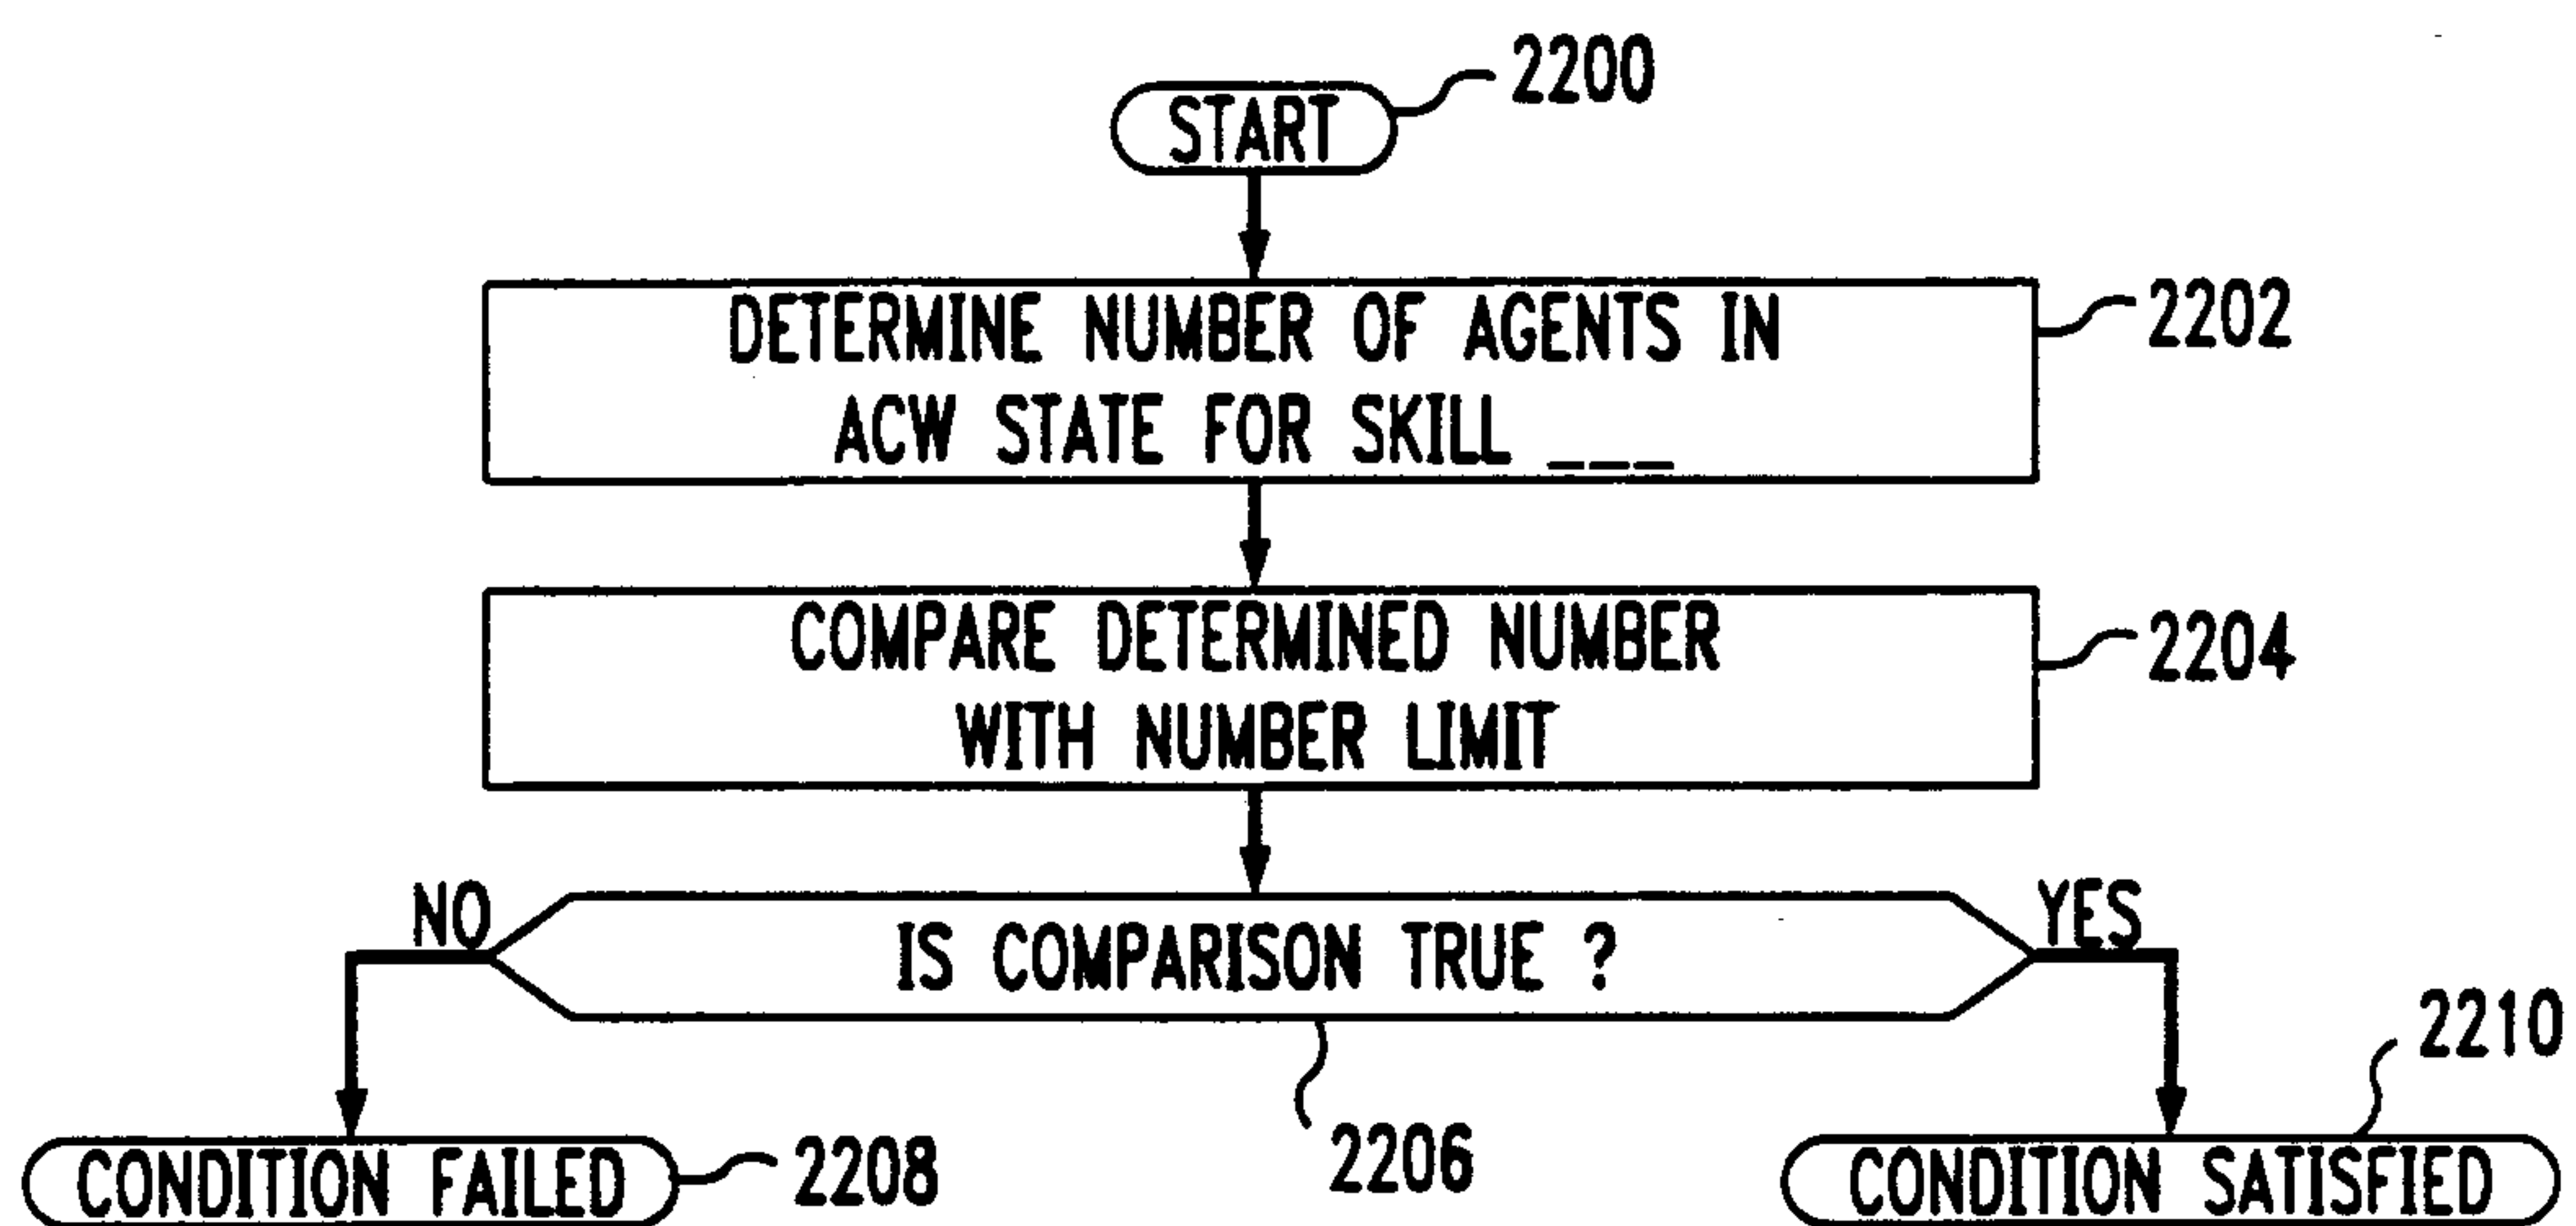 START
2200
DETERMINE NUMBER OF AGENTS IN
ACW STATE FOR SKILL ___
2202
COMPARE DETERMINED NUMBER
WITH NUMBER LIMIT
2204
NO
IS COMPARISON TRUE ?
YES
2206
CONDITION FAILED
2208
CONDITION SATISFIED
2210